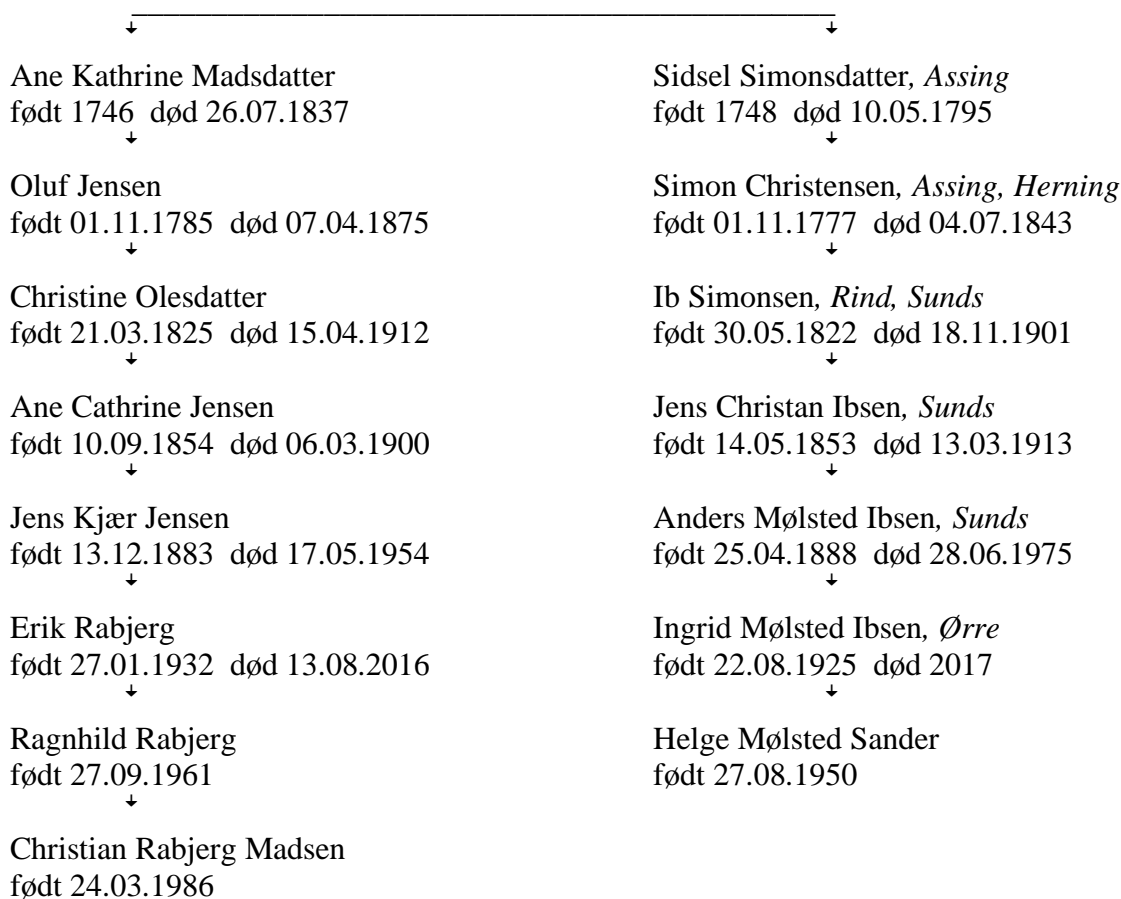 Ane Kathrine Madsdatter
født 1746 død 26.07.1837
Oluf Jensen
født 01.11.1785 død 07.04.1875
Christine Olesdatter
født 21.03.1825 død 15.04.1912
Ane Cathrine Jensen
født 10.09.1854 død 06.03.1900
Jens Kjær Jensen
født 13.12.1883 død 17.05.1954
Erik Rabjerg
født 27.01.1932 død 13.08.2016
Ragnhild Rabjerg
født 27.09.1961
Christian Rabjerg Madsen
født 24.03.1986
Sidsel Simonsdatter, Assing
født 1748 død 10.05.1795
Simon Christensen, Assing, Herning
født 01.11.1777 død 04.07.1843
Ib Simonsen, Rind, Sunds
født 30.05.1822 død 18.11.1901
Jens Christan Ibsen, Sunds
født 14.05.1853 død 13.03.1913
Anders Mølsted Ibsen, Sunds
født 25.04.1888 død 28.06.1975
Ingrid Mølsted Ibsen, Ørre
født 22.08.1925 død 2017
Helge Mølsted Sander
født 27.08.1950